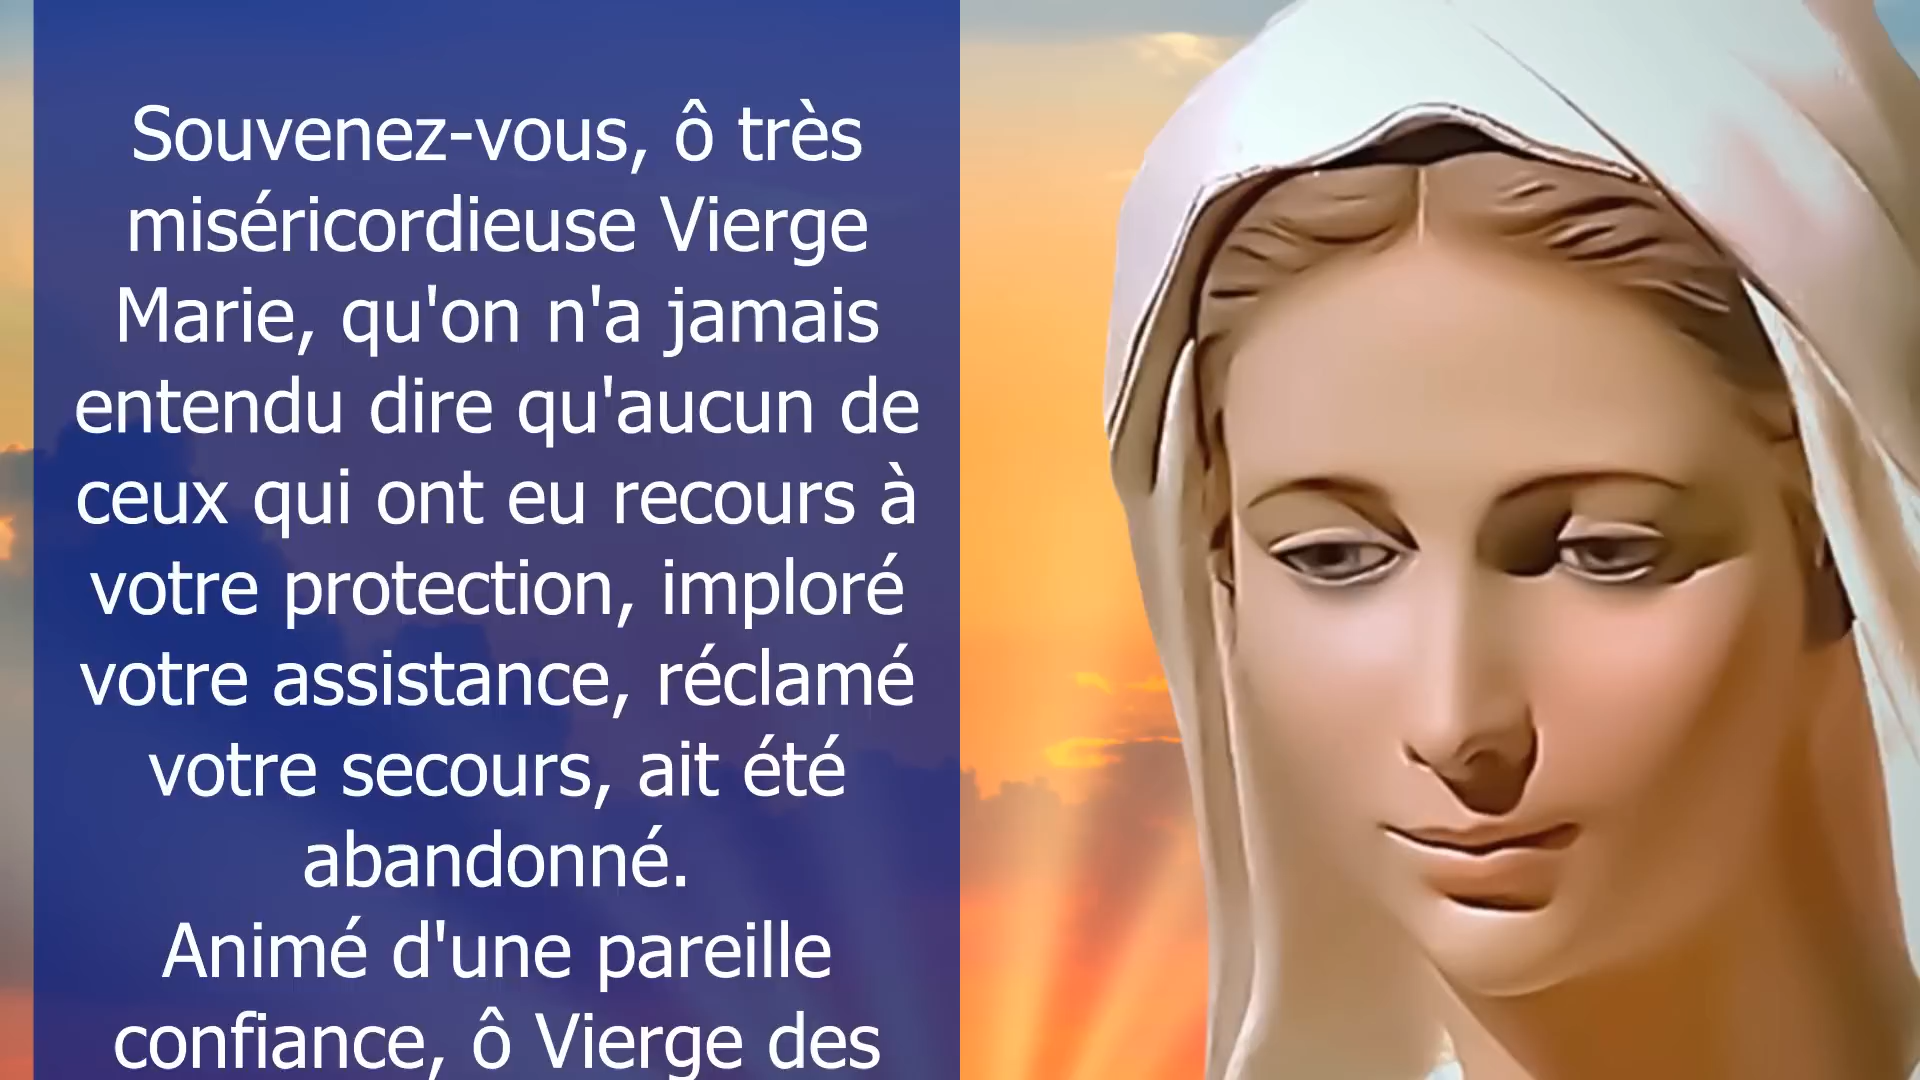 Souvenez-vous, ô très
miséricordieuse Vierge
Marie, qu'on n'a jamais
entendu dire qu'aucun de
ceux qui ont eu recours à
votre protection, imploré
votre assistance, réclamé
votre secours, ait été
abandonné.
Animé d'une pareille
confiance, ô Vierge des